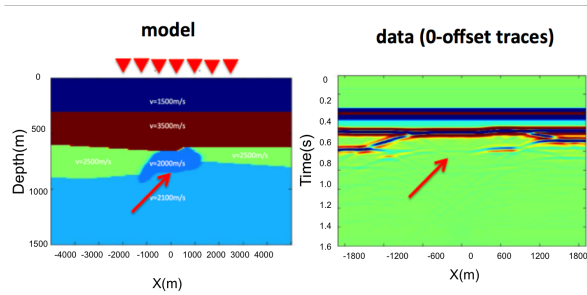 model
data (0-offset traces)
0
500
1000
1500
Depth(m)
v=1500m/s
v=3500m/s
v=2500m/s
v=2000m/s
v=2500m/s
v=2100m/s
-4000 -3000 -2000 -1000 0 1000 2000 3000 4000
X(m)
0
0.2
0.4
0.6
0.8
1.0
1.2
1.4
1.6
Time(s)
-1800 -1200 -600 0 600 1200 1800
X(m)